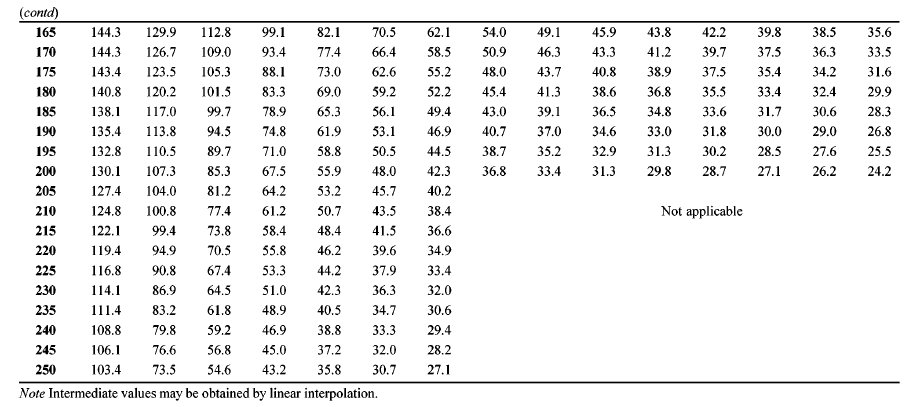 (contd)
165 144.3 129.9 112.8 99.1 82.1 70.5 62.1 54.0 49.1 45.9 43.8 42.2 39.8 38.5 35.6
170 144.3 126.7 109.0 93.4 77.4 66.4 58.5 50.9 46.3 43.3 41.2 39.7 37.5 36.3 33.5
175 143.4 123.5 105.3 88.1 73.0 62.6 55.2 48.0 43.7 40.8 38.9 37.5 35.4 34.2 31.6
180 140.8 120.2 101.5 83.3 69.0 59.2 52.2 45.4 41.3 38.6 36.8 35.5 33.4 32.4 29.9
185 138.1 117.0 99.7 78.9 65.3 56.1 49.4 43.0 39.1 36.5 34.8 33.6 31.7 30.6 28.3
190 135.4 113.8 94.5 74.8 61.9 53.1 46.9 40.7 37.0 34.6 33.0 31.8 30.0 29.0 26.8
195 132.8 110.5 89.7 71.0 58.8 50.5 44.5 38.7 35.2 32.9 31.3 30.2 28.5 27.6 25.5
200 130.1 107.3 85.3 67.5 55.9 48.0 42.3 36.8 33.4 31.3 29.8 28.7 27.1 26.2 24.2
205 127.4 104.0 81.2 64.2 53.2 45.7 40.2
210 124.8 100.8 77.4 61.2 50.7 43.5 38.4 Not applicable
215 122.1 99.4 73.8 58.4 48.4 41.5 36.6
220 119.4 94.9 70.5 55.8 46.2 39.6 34.9
225 116.8 90.8 67.4 53.3 44.2 37.9 33.4
230 114.1 86.9 64.5 51.0 42.3 36.3 32.0
235 111.4 83.2 61.8 48.9 40.5 34.7 30.6
240 108.8 79.8 59.2 46.9 38.8 33.3 29.4
245 106.1 76.6 56.8 45.0 37.2 32.0 28.2
250 103.4 73.5 54.6 43.2 35.8 30.7 27.1
Note Intermediate values may be obtained by linear interpolation.